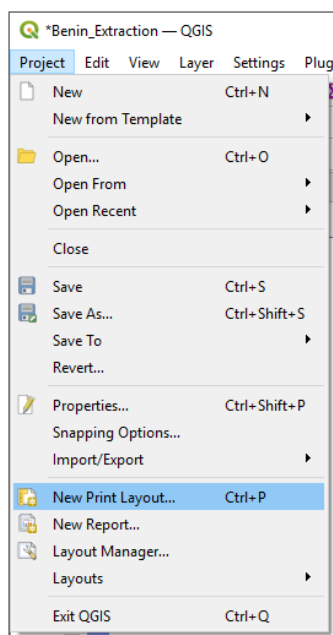 *Benin_Extraction — QGIS
Project Edit View Layer Settings Plug
New Ctrl+N
New from Template
Open... Ctrl+O
Open From
Open Recent
Close
Save Ctrl+S
Save As... Ctrl+Shift+S
Save To
Revert...
Properties... Ctrl+Shift+P
Snapping Options...
Import/Export
New Print Layout... Ctrl+P
New Report...
Layout Manager...
Layouts
Exit QGIS Ctrl+Q